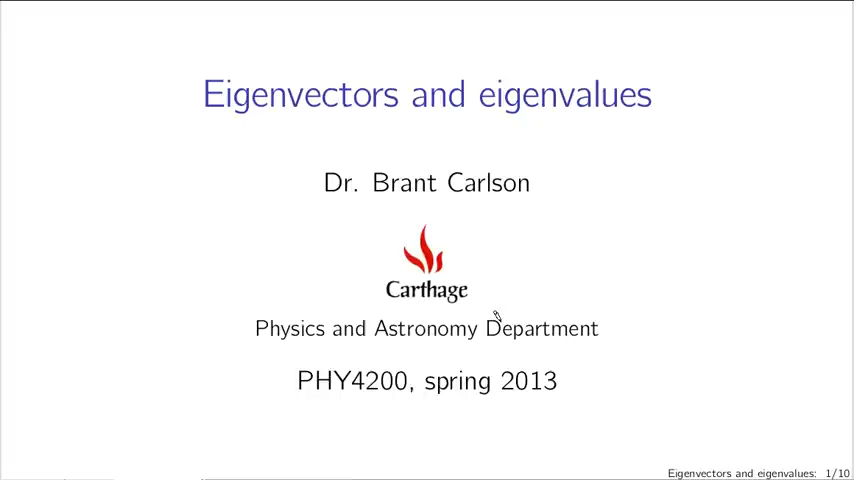 Eigenvectors and eigenvalues
Dr. Brant Carlson
Carthage
Physics and Astronomy Department
PHY4200, spring 2013
Eigenvectors and eigenvalues: 1/10